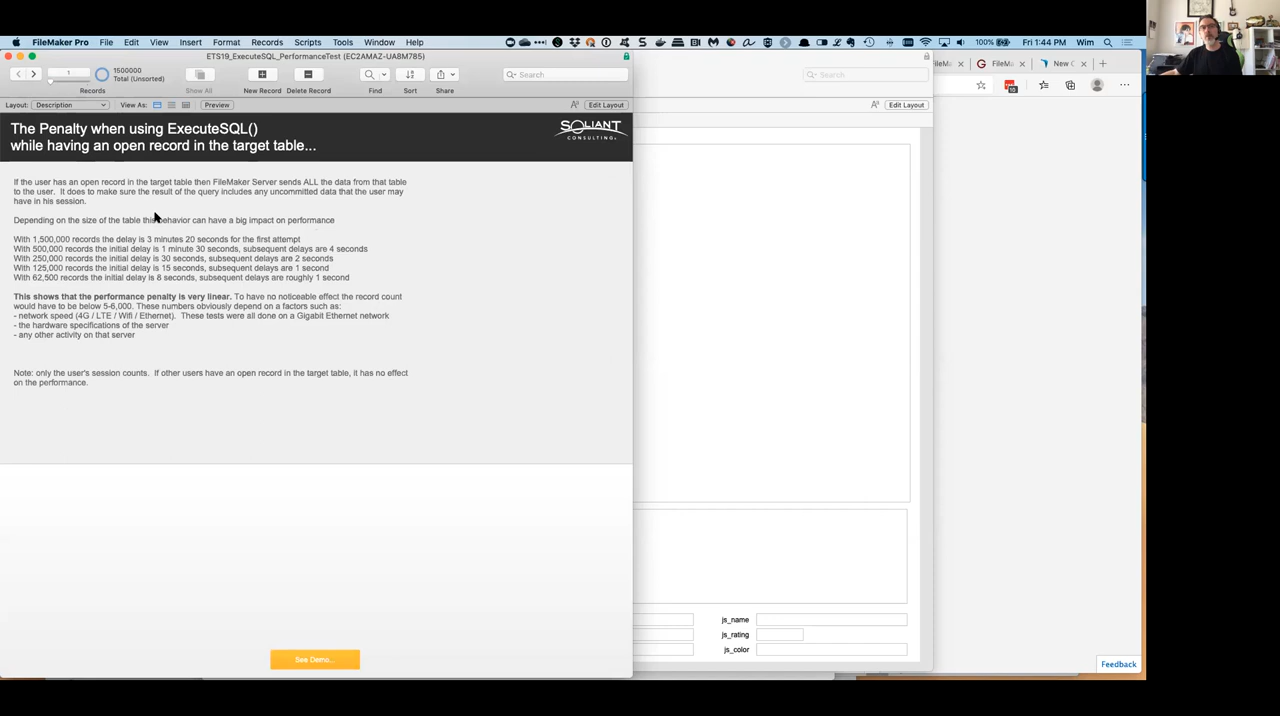 FileMaker Pro File Edit View Insert Format Records Scripts Tools Window Help
100% Fri 1:44 PM Wim
ETS19_ExecuteSQL_PerformanceTest (EC2AMAZ-UA8M785)
1
1500000
Total (Unsorted)
Records
Show All
New Record
Delete Record
Find
Sort
Share
Search
Search
FileMa
New C
Layout: Description
View As:
Preview
Edit Layout
Edit Layout
The Penalty when using ExecuteSQL()
while having an open record in the target table...
SOLIANT
CONSULTING.
If the user has an open record in the target table then FileMaker Server sends ALL the data from that table
to the user. It does to make sure the result of the query includes any uncommitted data that the user may
have in his session.
Depending on the size of the table this behavior can have a big impact on performance
With 1,500,000 records the delay is 3 minutes 20 seconds for the first attempt
With 500,000 records the initial delay is 1 minute 30 seconds, subsequent delays are 4 seconds
With 250,000 records the initial delay is 30 seconds, subsequent delays are 2 seconds
With 125,000 records the initial delay is 15 seconds, subsequent delays are 1 second
With 62,500 records the initial delay is 8 seconds, subsequent delays are roughly 1 second
This shows that the performance penalty is very linear. To have no noticeable effect the record count
would have to be below 5-6,000. These numbers obviously depend on a factors such as:
- network speed (4G / LTE / Wifi / Ethernet). These tests were all done on a Gigabit Ethernet network
- the hardware specifications of the server
- any other activity on that server
Note: only the user's session counts. If other users have an open record in the target table, it has no effect
on the performance.
See Demo...
js_name
js_rating
js_color
Feedback